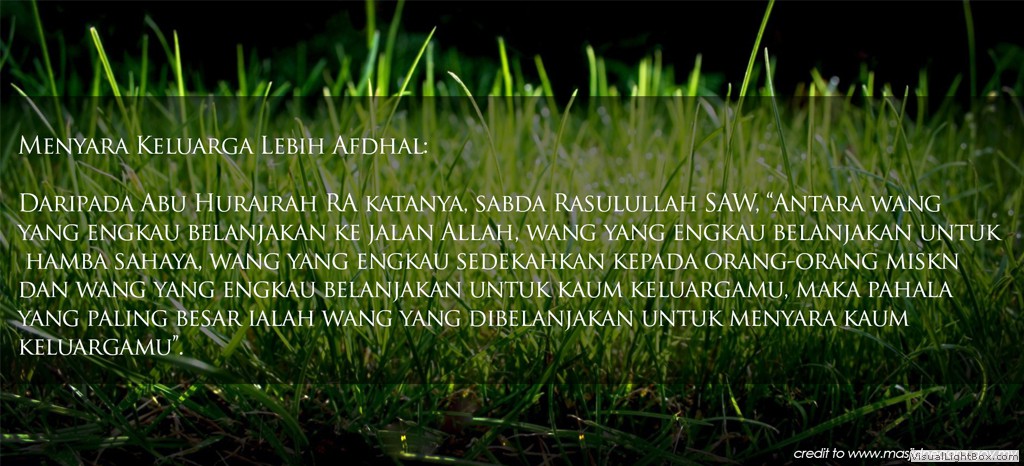 Menyara Keluarga Lebih Afdhal:
Daripada Abu Hurairah RA katanya, sabda Rasulullah SAW, “Antara wang
yang engkau belanjakan ke jalan Allah, wang yang engkau belanjakan untuk
hamba sahaya, wang yang engkau sedekahkan kepada orang-orang miskn
dan wang yang engkau belanjakan untuk kaum keluargamu, maka pahala
yang paling besar ialah wang yang dibelanjakan untuk menyara kaum
keluargamu”.
credit to
VisualLightBox.com